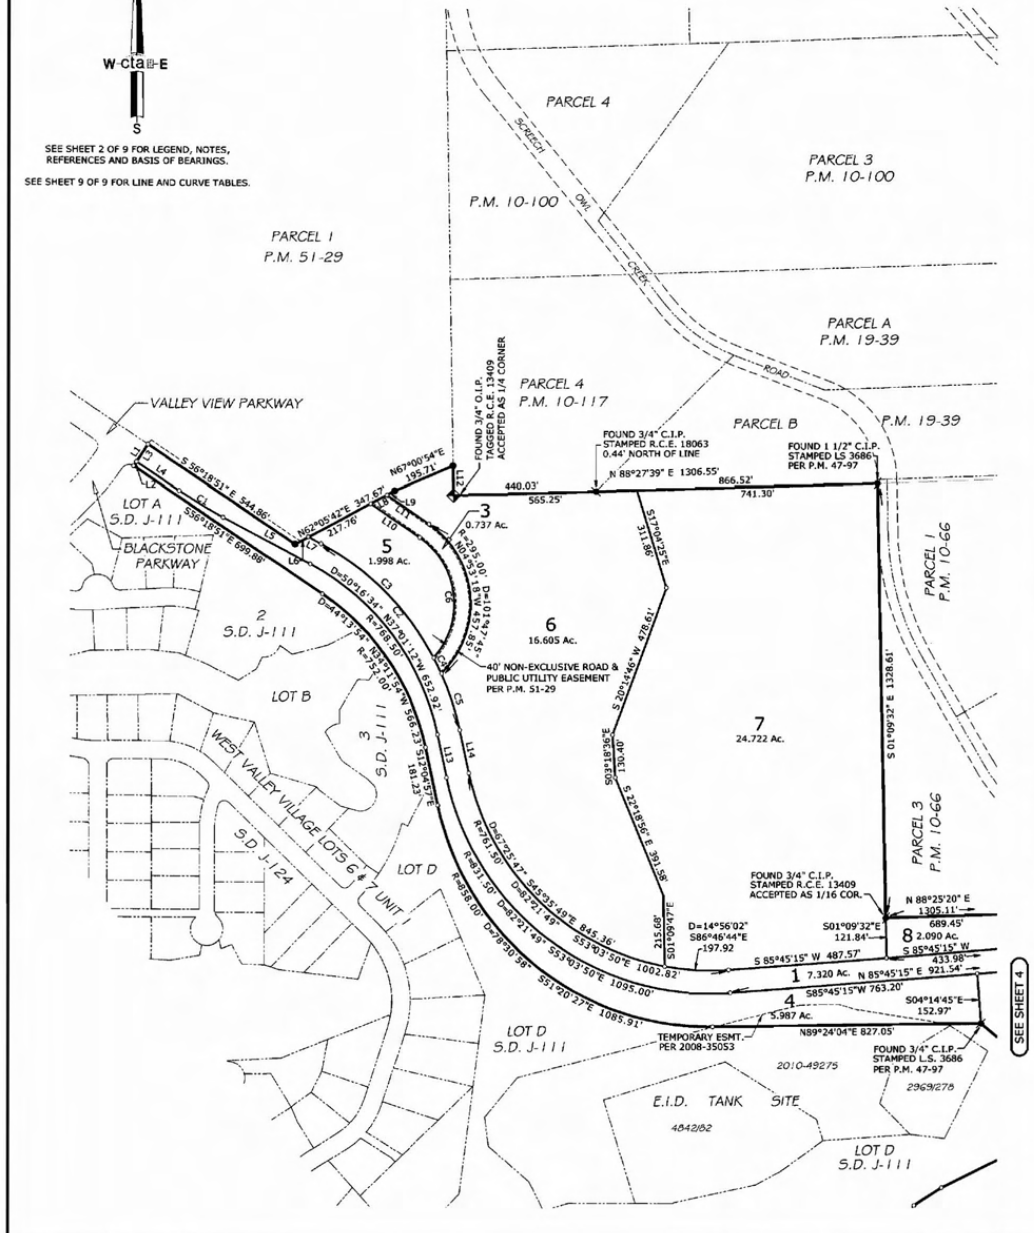 W-cta-E
S
SEE SHEET 2 OF 9 FOR LEGEND, NOTES,
REFERENCES AND BASIS OF BEARINGS.
SEE SHEET 9 OF 9 FOR LINE AND CURVE TABLES.
PARCEL 4
P.M. 10-100
PARCEL 3
P.M. 10-100
SCREECH
OWL
CREEK
ROAD
PARCEL 1
P.M. 51-29
PARCEL A
P.M. 19-39
PARCEL 4
P.M. 10-117
PARCEL B
P.M. 19-39
FOUND 3/4" O.I.P.
TAGGED R.C.E. 13409
ACCEPTED AS 1/4 CORNER
VALLEY VIEW PARKWAY
FOUND 3/4" C.I.P.
STAMPED R.C.E. 18063
0.44' NORTH OF LINE
FOUND 1 1/2" C.I.P.
STAMPED LS 3686
PER P.M. 47-97
N 88°27'39" E 1306.55'
440.03'
565.25'
866.52'
741.30'
N67°00'54"E
195.71'
L12
L1
L3
L2
L4
C1
L5
S 56°18'51" E 544.86'
S56°18'51"E 699.88'
LOT A
S.D. J-111
BLACKSTONE
PARKWAY
N62°05'42"E 347.67'
217.76'
L8
L9
L11
L10
L7
L6
3
0.737 Ac.
5
1.998 Ac.
R=295.00' D=101°47'45"
N04°53'18"W 457.85'
C6
C3
C2
C4
C5
D=50°16'34" N37°01'12"W 652.92'
R=768.50'
D=44°13'54" N34°11'54"W 566.23'
R=752.00'
S12°04'57"E
181.23'
L13
L14
40' NON-EXCLUSIVE ROAD &
PUBLIC UTILITY EASEMENT
PER P.M. 51-29
6
16.605 Ac.
S17°04'25"E
311.86'
S 20°14'46" W 478.61'
S03°18'36"E
130.40'
S 22°18'56" E 391.58'
215.68'
S01°09'47"E
7
24.722 Ac.
S 01°09'32" E 1328.61'
PARCEL 1
P.M. 10-66
PARCEL 3
P.M. 10-66
2
S.D. J-111
LOT B
3
S.D. J-111
WEST VALLEY VILLAGE LOTS 6 & 7 UNIT 1
S.D. J-124
LOT D
D=67°25'47" S45°35'49"E 845.36'
R=761.50'
D=82°21'49" S53°03'50"E 1002.82'
R=831.50'
D=82°21'49" S53°03'50"E 1095.00'
R=858.00'
D=78°30'58" S51°20'27"E 1085.91'
FOUND 3/4" C.I.P.
STAMPED R.C.E. 13409
ACCEPTED AS 1/16 COR.
N 88°25'20" E
1305.11'
689.45'
S01°09'32"E
121.84'
8 2.090 Ac.
S 85°45'15" W
433.98'
D=14°56'02"
S86°46'44"E
197.92
S 85°45'15" W 487.57'
1 7.320 Ac.
N 85°45'15"E 921.54'
S85°45'15"W 763.20'
4
5.987 Ac.
S04°14'45"E
152.97'
TEMPORARY ESMT.
PER 2008-35053
N89°24'04"E 827.05'
FOUND 3/4" C.I.P.
STAMPED L.S. 3686
PER P.M. 47-97
SEE SHEET 4
LOT D
S.D. J-111
2010-49275
2969/278
E.I.D. TANK SITE
4842/82
LOT D
S.D. J-111